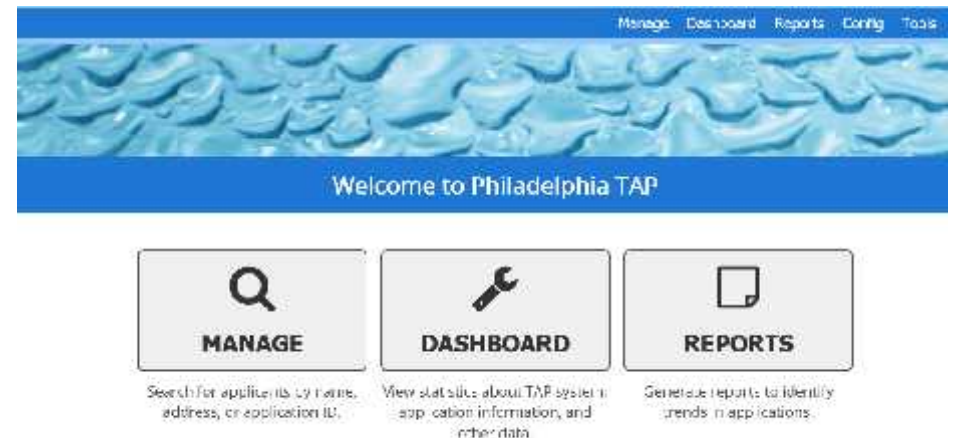 Manage Dashboard Reports Config Tools
Welcome to Philadelphia TAP
MANAGE
DASHBOARD
REPORTS
Search for applicants by name,
address, or application ID.
View statistics about TAP system,
application information, and
other data
Generate reports to identify
trends in applications